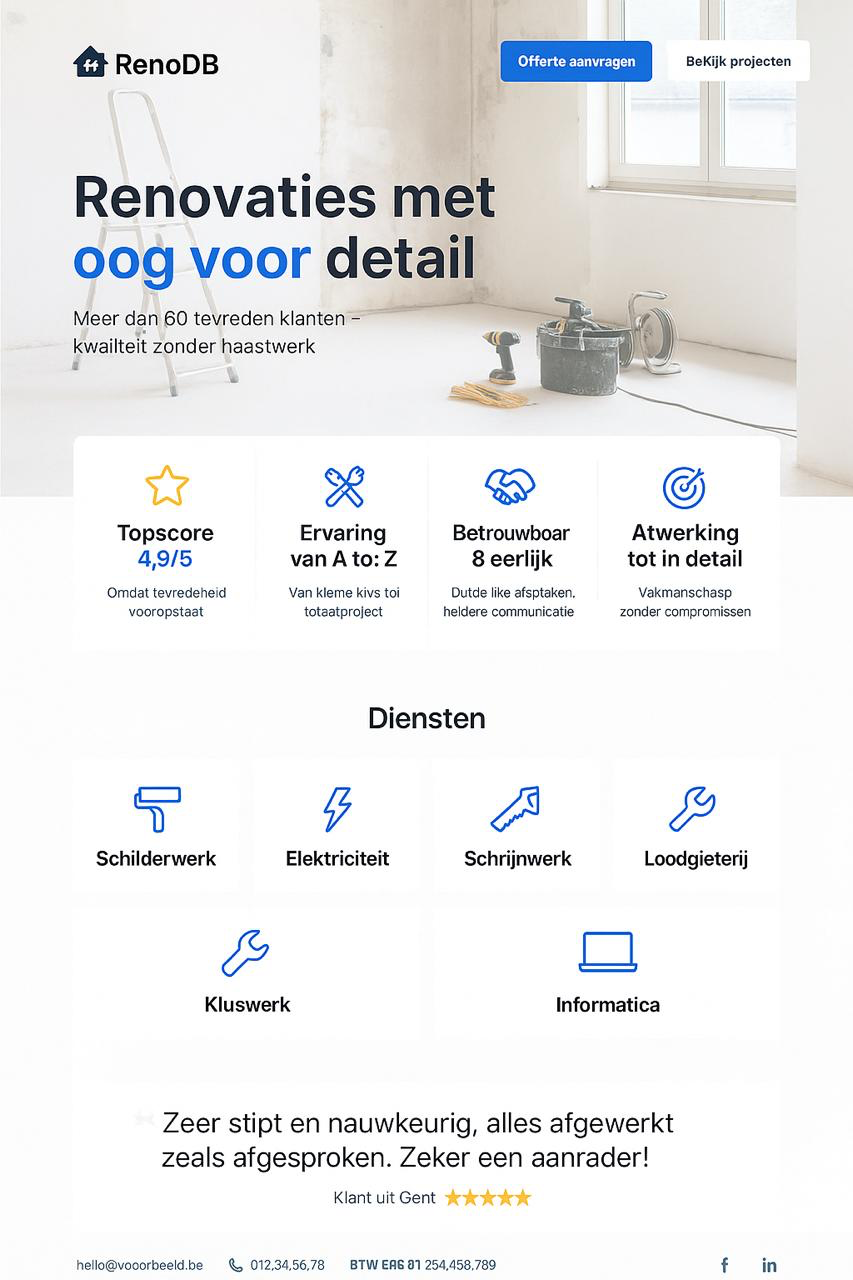 RenoDB
Offerte aanvragen
BeKijk projecten
Renovaties met
oog voor detail
Meer dan 60 tevreden klanten –
kwailteit zonder haastwerk
Topscore
4,9/5
Omdat tevredeheid
vooropstaat
Ervaring
van A to: Z
Van kleme kivs toi
totaatproject
Betrouwboar
8 eerlijk
Dutde like afsptaken,
heldere communicatie
Atwerking
tot in detail
Vakmanschasp
zonder compromissen
Diensten
Schilderwerk
Elektriciteit
Schrijnwerk
Loodgieterij
Kluswerk
Informatica
Zeer stipt en nauwkeurig, alles afgewerkt
zeals afgesproken. Zeker een aanrader!
Klant uit Gent ★★★★★
hello@vooorbeeld.be
012,34,56,78
BTW EAG 81 254,458,789
f
in